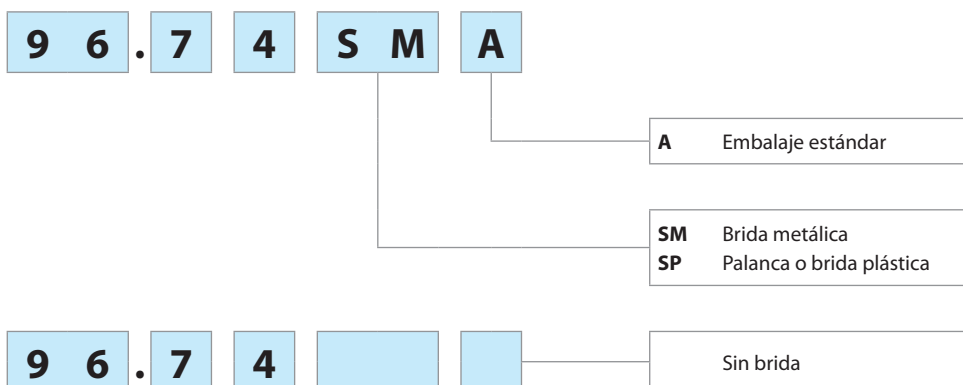 9 6 . 7 4 S M A
A Embalaje estándar
SM Brida metálica
SP Palanca o brida plástica
9 6 . 7 4 Sin brida